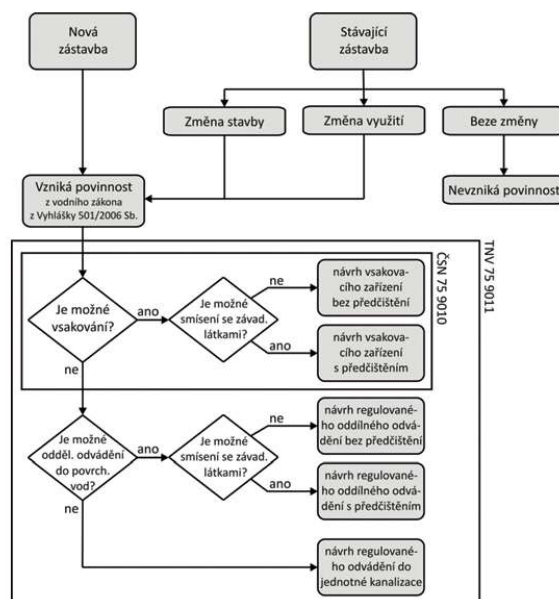 Nová
zástavba
Stávající
zástavba
Změna stavby
Změna využití
Beze změny
Vzniká povinnost
z vodního zákona
z Vyhlášky 501/2006 Sb.
Nevzniká povinnost
TNV 75 9011
ČSN 75 9010
Je možné
vsakování?
ano
Je možné
smísení se závad.
látkami?
ne
návrh vsakova-
cího zařízení
bez předčištění
ano
návrh vsakova-
cího zařízení
s předčištěním
ne
Je možné
odděl. odvádění
do povrch.
vod?
ano
Je možné
smísení se závad.
látkami?
ne
návrh regulované-
ho oddílného odvá-
dění bez předčištění
ano
návrh regulované-
ho oddílného odvá-
dění s předčištěním
ne
návrh regulované-
ho odvádění do
jednotné kanalizace